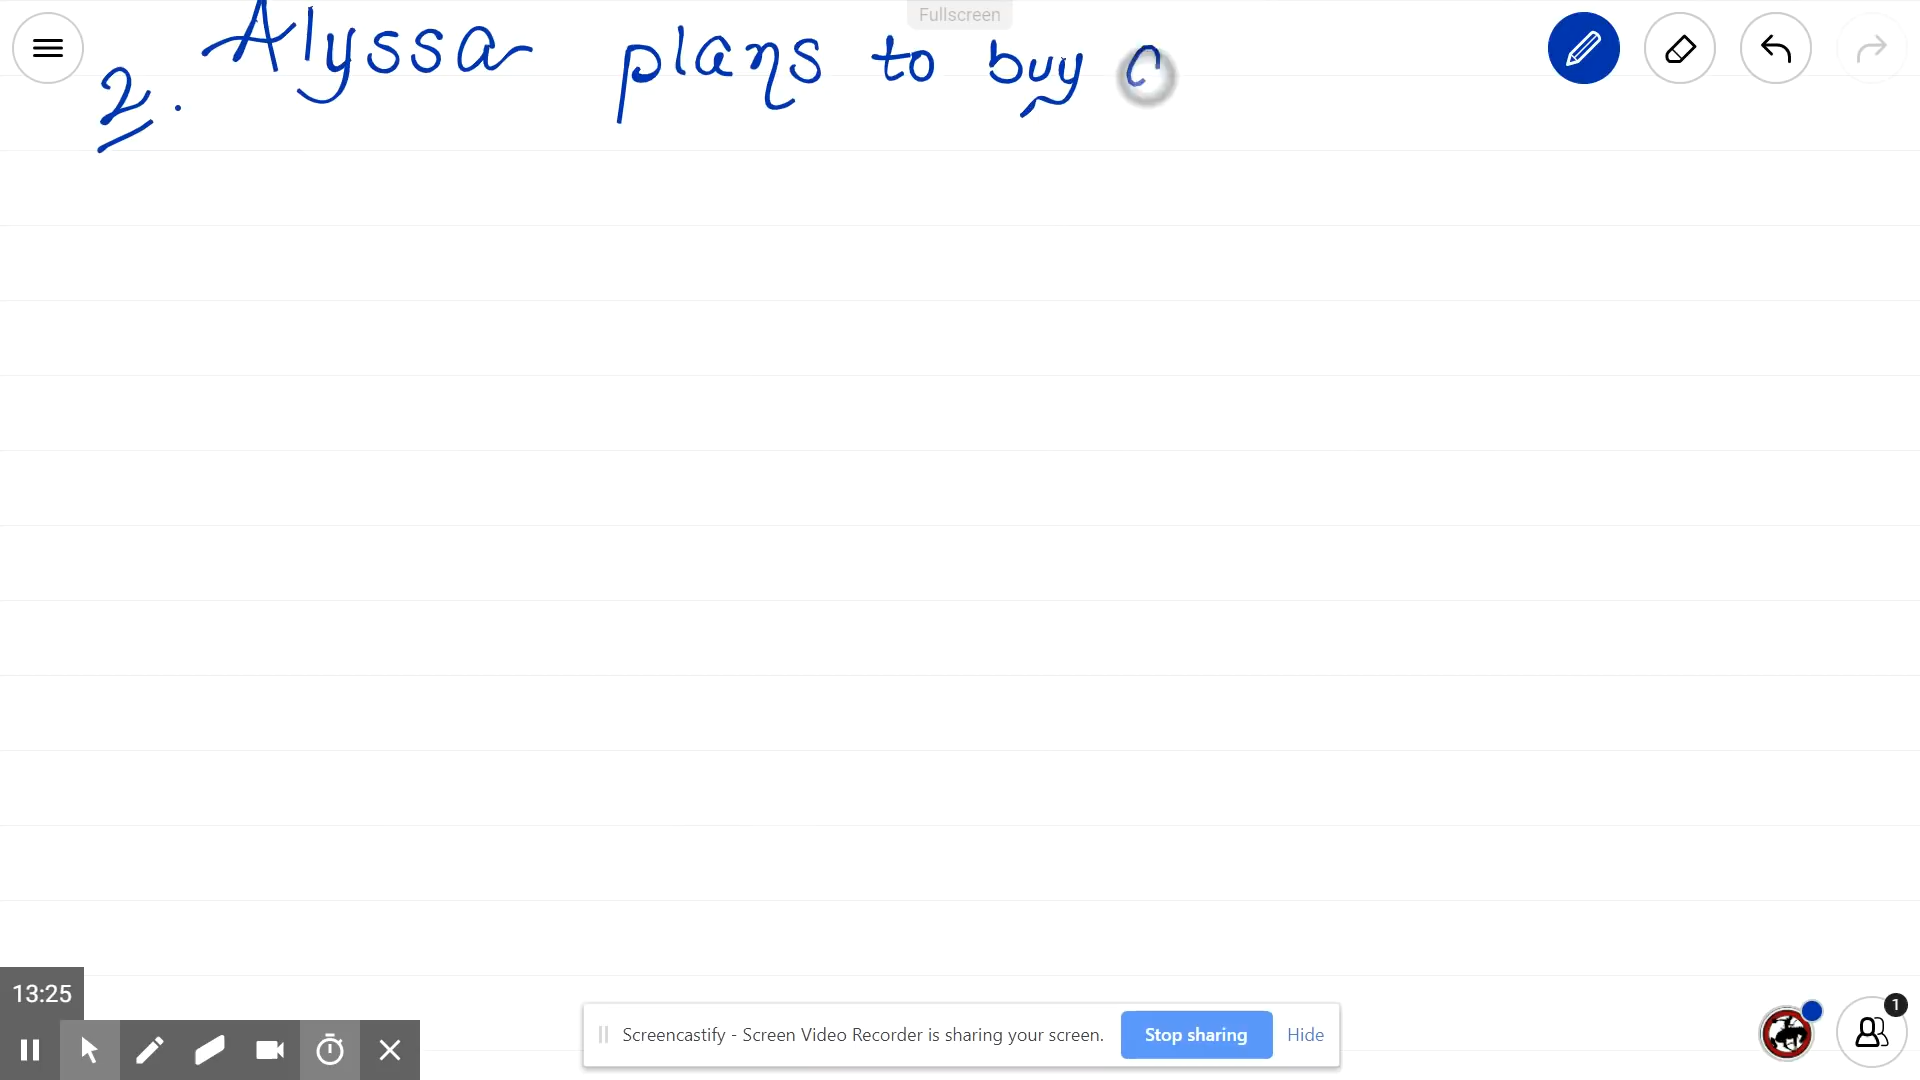 Fullscreen
2. Alyssa plans to buy
13:25
Screencastify - Screen Video Recorder is sharing your screen. Stop sharing Hide
1